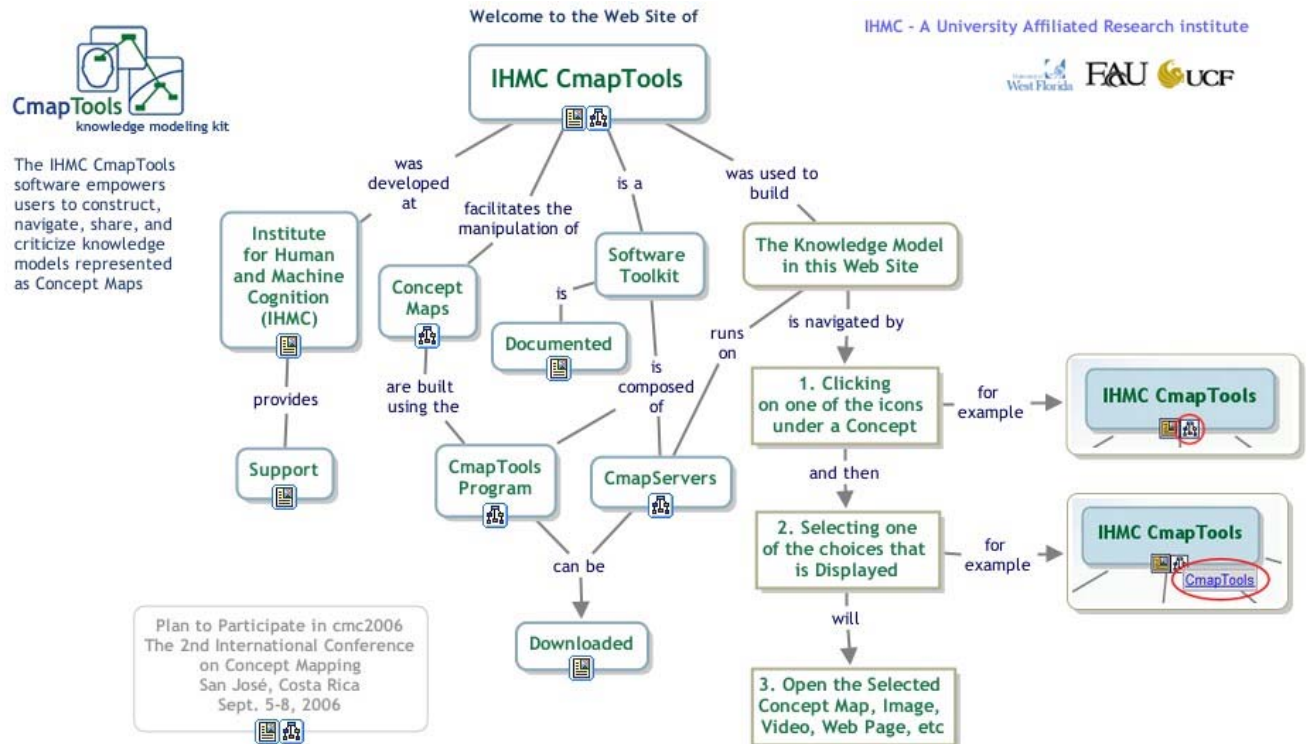 Welcome to the Web Site of
IHMC CmapTools
IHMC - A University Affiliated Research institute
West Florida
FAU
UCF
CmapTools
knowledge modeling kit
The IHMC CmapTools
software empowers
users to construct,
navigate, share, and
criticize knowledge
models represented
as Concept Maps
was
developed
at
facilitates the
manipulation of
is a
was used to
build
Institute
for Human
and Machine
Cognition
(IHMC)
Concept
Maps
Software
Toolkit
The Knowledge Model
in this Web Site
is
Documented
runs
on
is navigated by
provides
are built
using the
is
composed
of
1. Clicking
on one of the icons
under a Concept
for
example
IHMC CmapTools
Support
CmapTools
Program
CmapServers
and then
2. Selecting one
of the choices that
is Displayed
for
example
IHMC CmapTools
CmapTools
can be
Downloaded
will
3. Open the Selected
Concept Map, Image,
Video, Web Page, etc
Plan to Participate in cmc2006
The 2nd International Conference
on Concept Mapping
San José, Costa Rica
Sept. 5-8, 2006